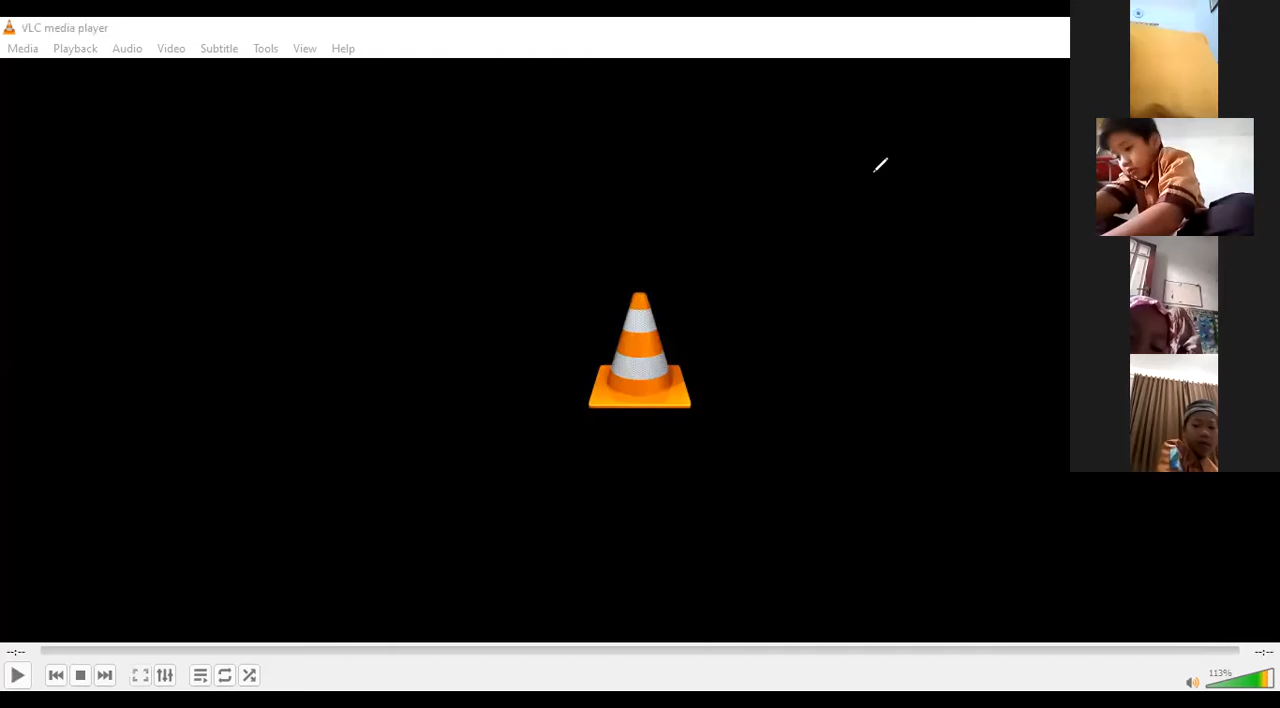 VLC media player
Media Playback Audio Video Subtitle Tools View Help
--:-- --:--
113%